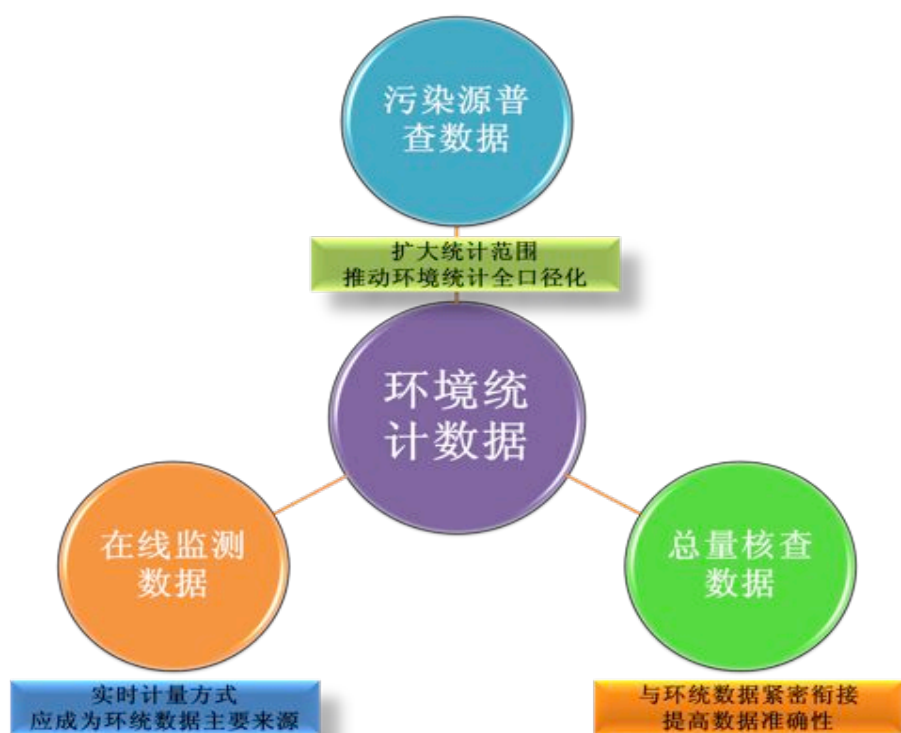 污染源普
查数据
扩大统计范围
推动环境统计全口径化
环境统
计数据
在线监测
数据
总量核查
数据
实时计量方式
应成为环统数据主要来源
与环统数据紧密衔接
提高数据准确性